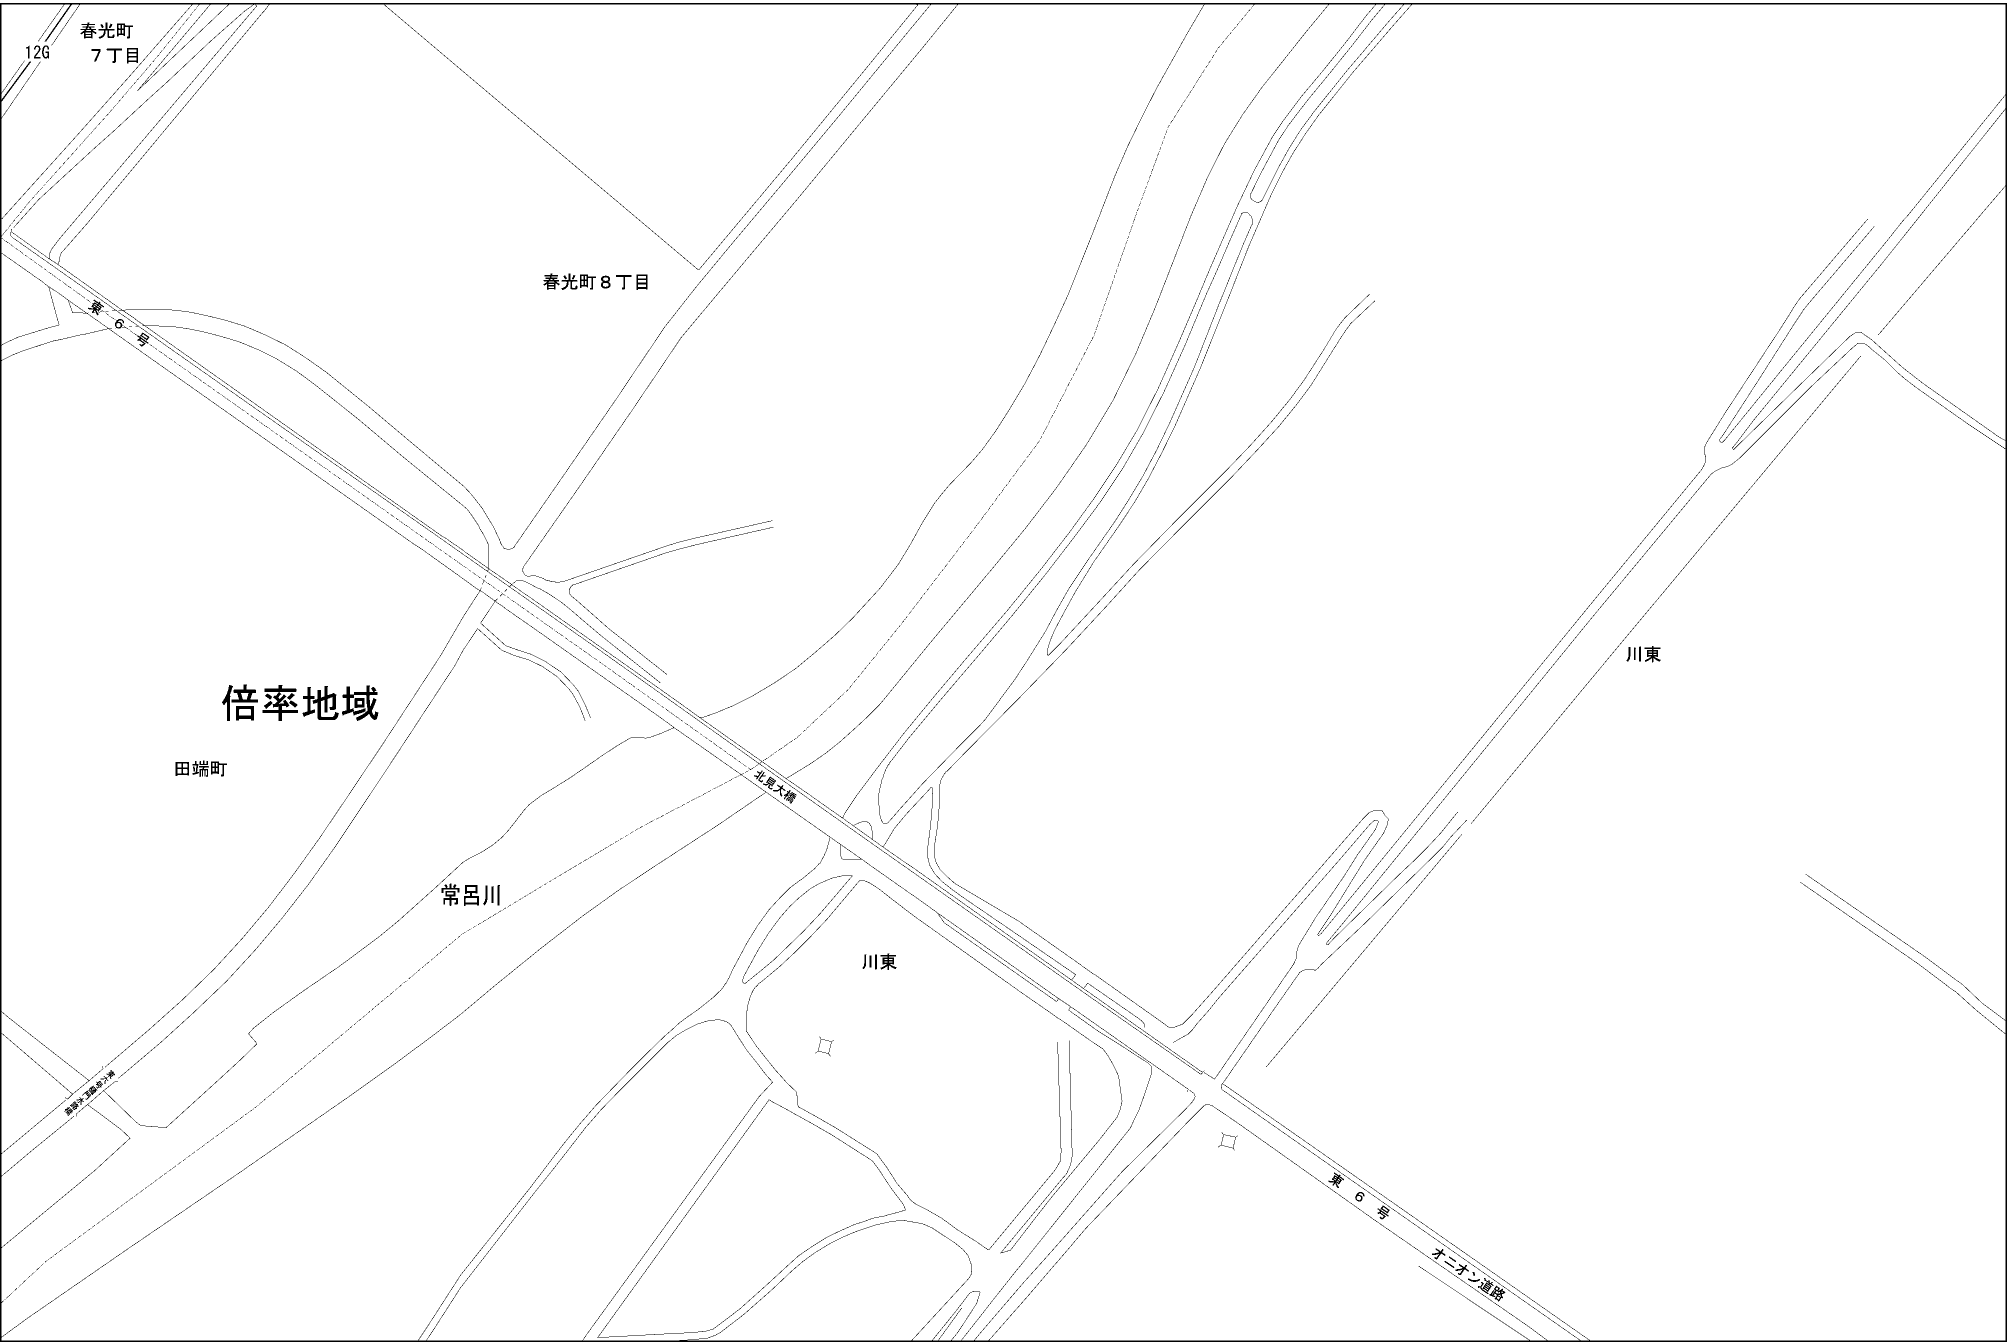 春光町
７丁目
12G
春光町８丁目
東６号
川東
倍率地域
田端町
北見大橋
常呂川
川東
東６号
オニオン道路